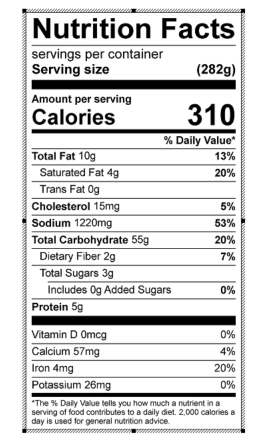 Nutrition Facts
servings per container
Serving size (282g)
Amount per serving
Calories 310
% Daily Value*
Total Fat 10g 13%
Saturated Fat 4g 20%
Trans Fat 0g
Cholesterol 15mg 5%
Sodium 1220mg 53%
Total Carbohydrate 55g 20%
Dietary Fiber 2g 7%
Total Sugars 3g
Includes 0g Added Sugars 0%
Protein 5g
Vitamin D 0mcg 0%
Calcium 57mg 4%
Iron 4mg 20%
Potassium 26mg 0%
*The % Daily Value tells you how much a nutrient in a
serving of food contributes to a daily diet. 2,000 calories a
day is used for general nutrition advice.